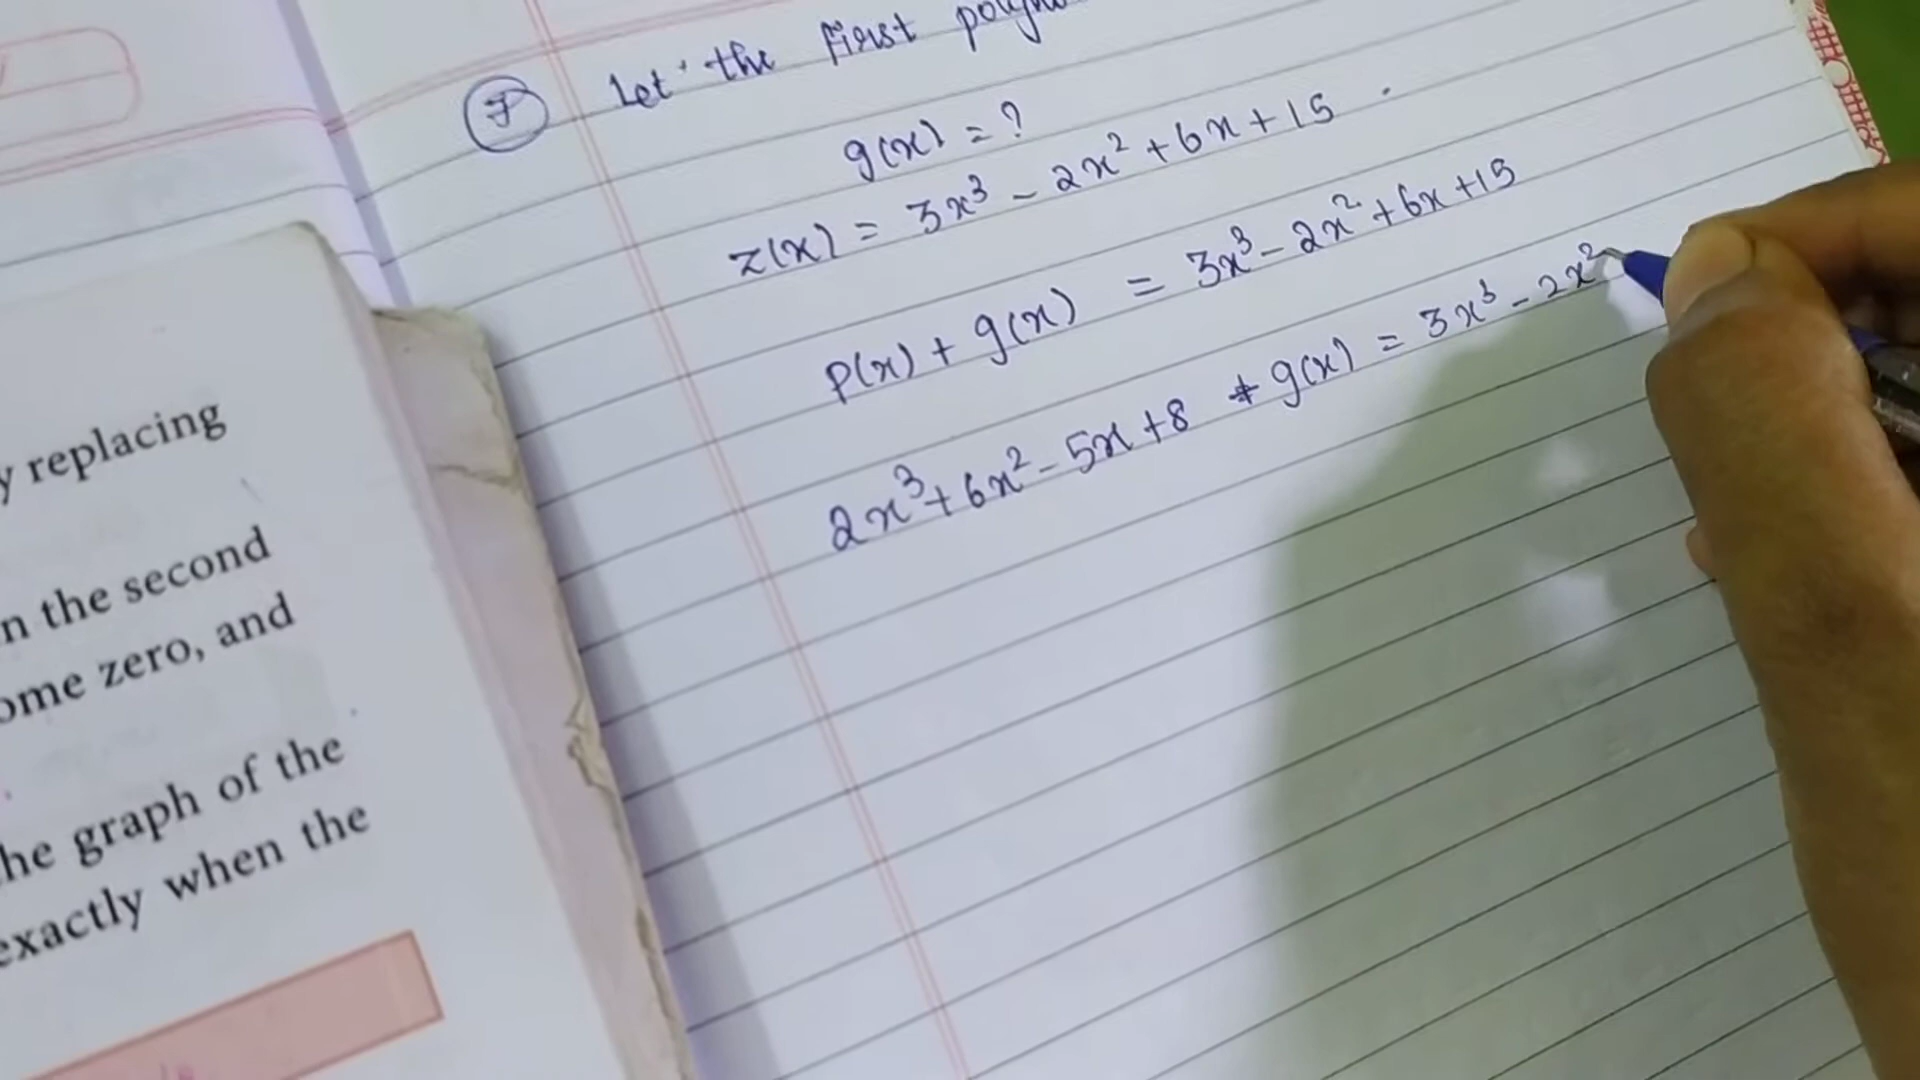 y replacing
n the second
ome zero, and
he graph of the
exactly when the
7 Let the first
g(x) = ?
z(x) = 3x³ - 2x² + 6x + 15
p(x) + g(x) = 3x³ - 2x² + 6x + 15
2x³ + 6x² - 5x + 8 + g(x) = 3x³ - 2x²